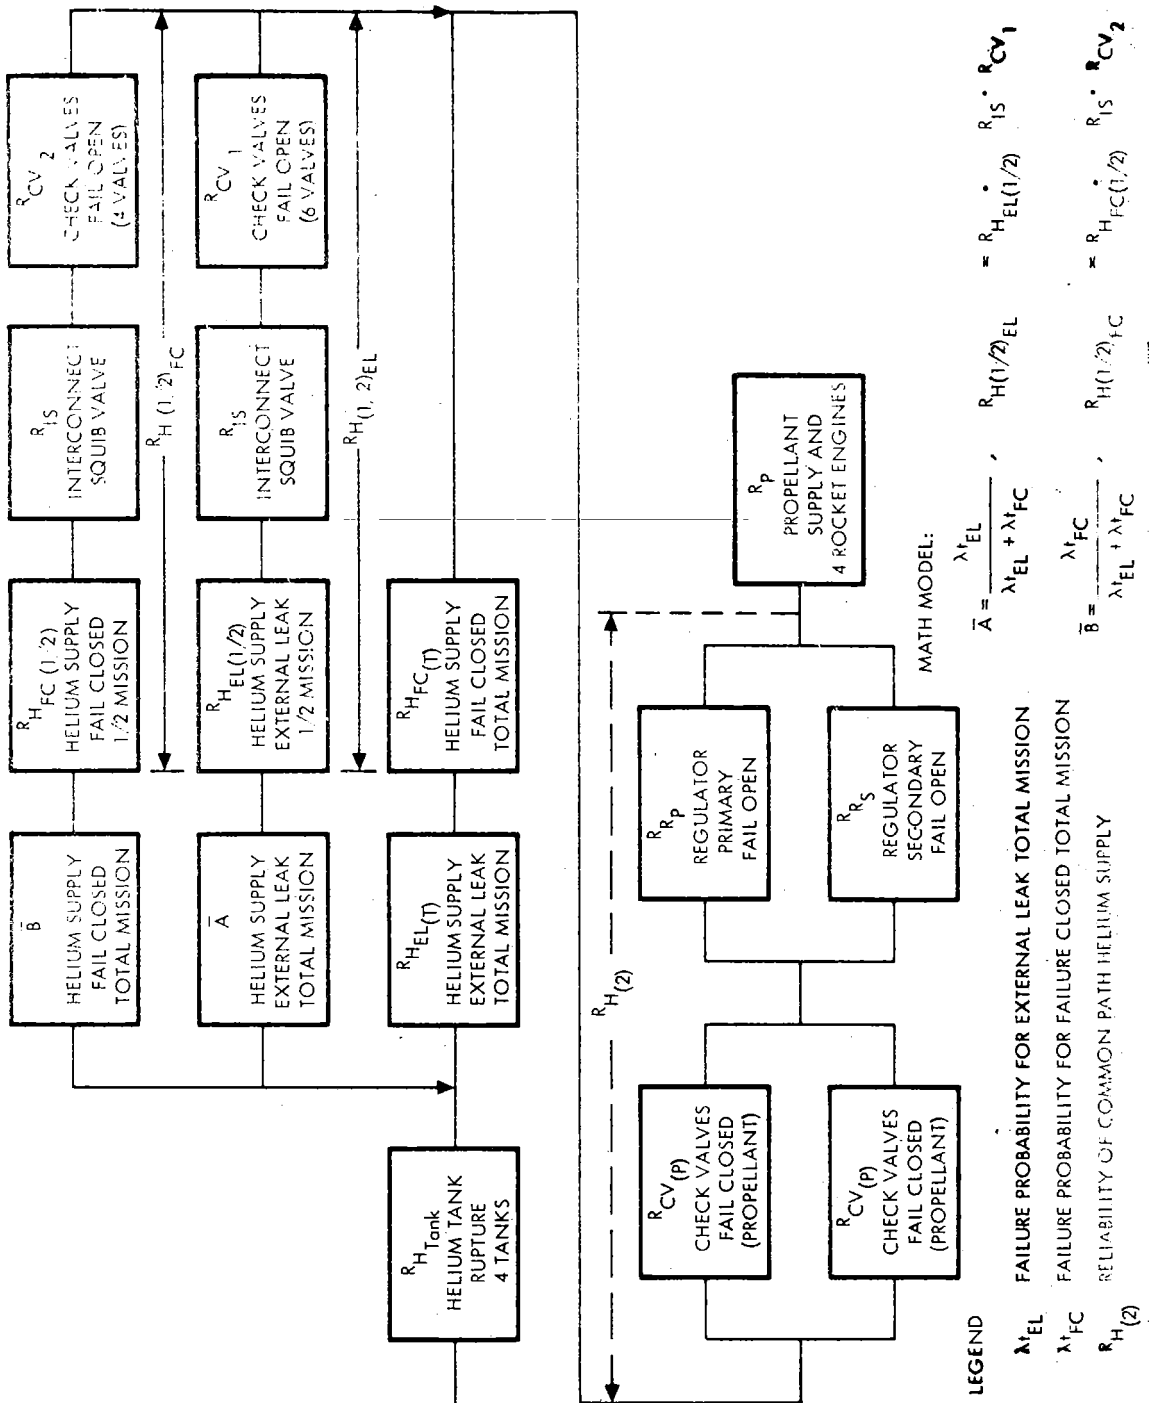 R_H_Tank
HELIUM TANK
RUPTURE
4 TANKS
B̄
HELIUM SUPPLY
FAIL CLOSED
TOTAL MISSION
R_H_FC (1/2)
HELIUM SUPPLY
FAIL CLOSED
1/2 MISSION
R_IS
INTERCONNECT
SQUIB VALVE
R_CV_2
CHECK VALVES
FAIL OPEN
(4 VALVES)
R_H (1/2)_FC
Ā
HELIUM SUPPLY
EXTERNAL LEAK
TOTAL MISSION
R_H_EL(1/2)
HELIUM SUPPLY
EXTERNAL LEAK
1/2 MISSION
R_IS
INTERCONNECT
SQUIB VALVE
R_CV_1
CHECK VALVES
FAIL OPEN
(6 VALVES)
R_H(1, 2)_EL
R_H_EL(T)
HELIUM SUPPLY
EXTERNAL LEAK
TOTAL MISSION
R_H_FC(T)
HELIUM SUPPLY
FAIL CLOSED
TOTAL MISSION
R_H(2)
R_CV(P)
CHECK VALVES
FAIL CLOSED
(PROPELLANT)
R_CV(P)
CHECK VALVES
FAIL CLOSED
(PROPELLANT)
R_R_P
REGULATOR
PRIMARY
FAIL OPEN
R_R_S
REGULATOR
SECONDARY
FAIL OPEN
R_P
PROPELLANT
SUPPLY AND
4 ROCKET ENGINES
LEGEND
λt_EL FAILURE PROBABILITY FOR EXTERNAL LEAK TOTAL MISSION
λt_FC FAILURE PROBABILITY FOR FAILURE CLOSED TOTAL MISSION
R_H(2) RELIABILITY OF COMMON PATH HELIUM SUPPLY
MATH MODEL:
Ā = λt_EL / (λt_EL + λt_FC) , R_H(1/2)_EL = R_H_EL(1/2) · R_IS · R_CV_1
B̄ = λt_FC / (λt_EL + λt_FC) , R_H(1/2)_FC = R_H_FC(1/2) · R_IS · R_CV_2